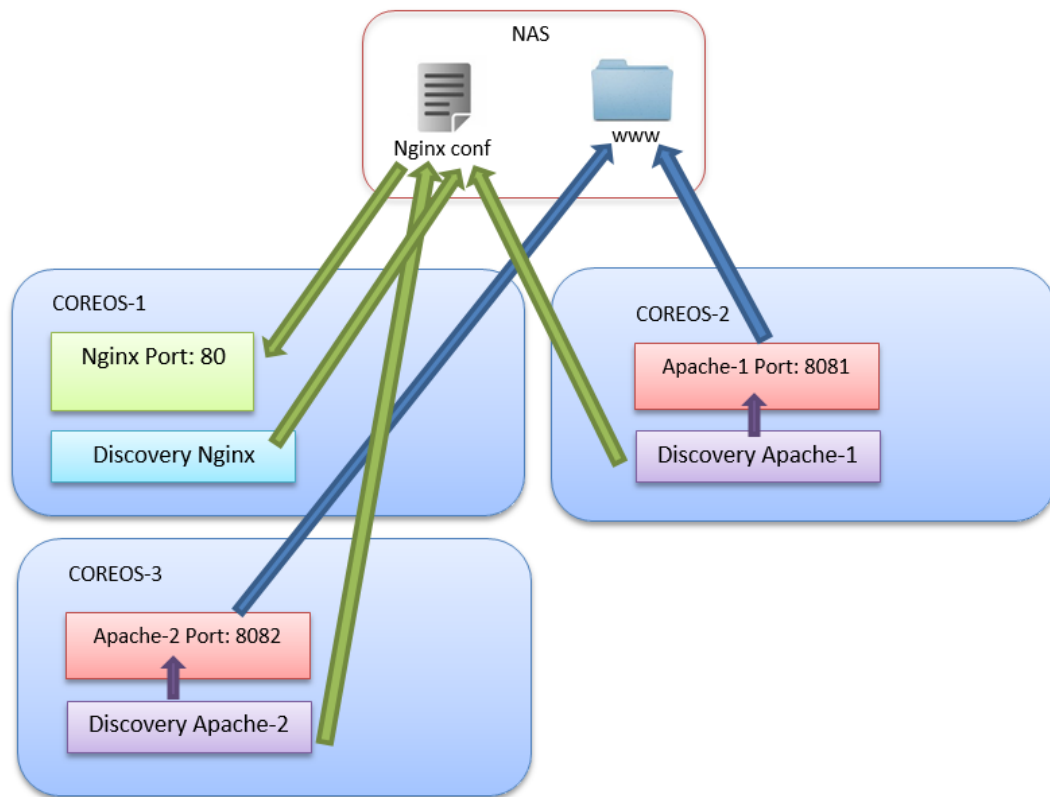 NAS
Nginx conf
www
COREOS-1
Nginx Port: 80
Discovery Nginx
COREOS-2
Apache-1 Port: 8081
Discovery Apache-1
COREOS-3
Apache-2 Port: 8082
Discovery Apache-2